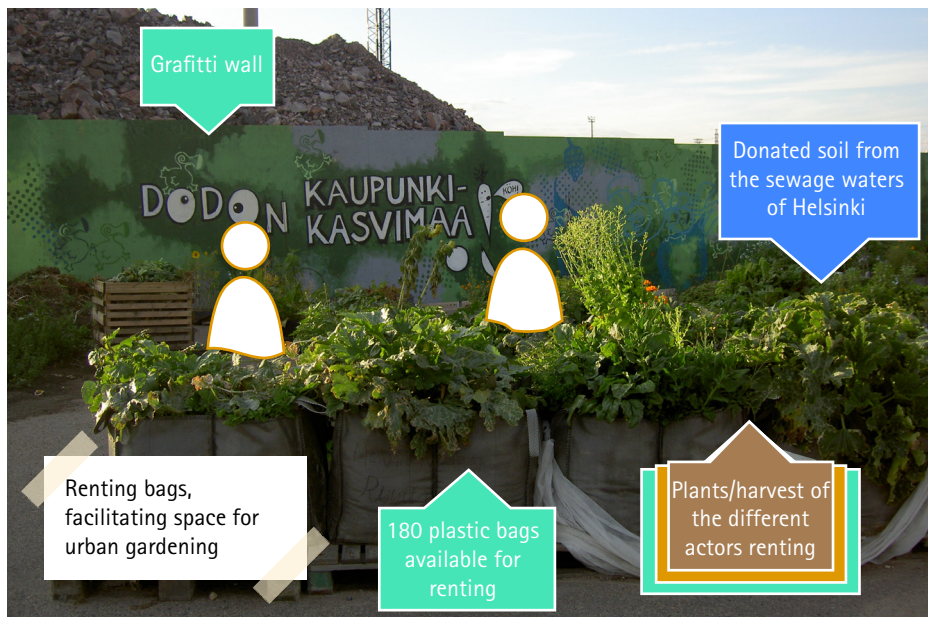 Grafitti wall
Donated soil from
the sewage waters
of Helsinki
DODON
KAUPUNKI-
KASVIMAA
KÖHI
Renting bags,
facilitating space for
urban gardening
180 plastic bags
available for
renting
Plants/harvest of
the different
actors renting